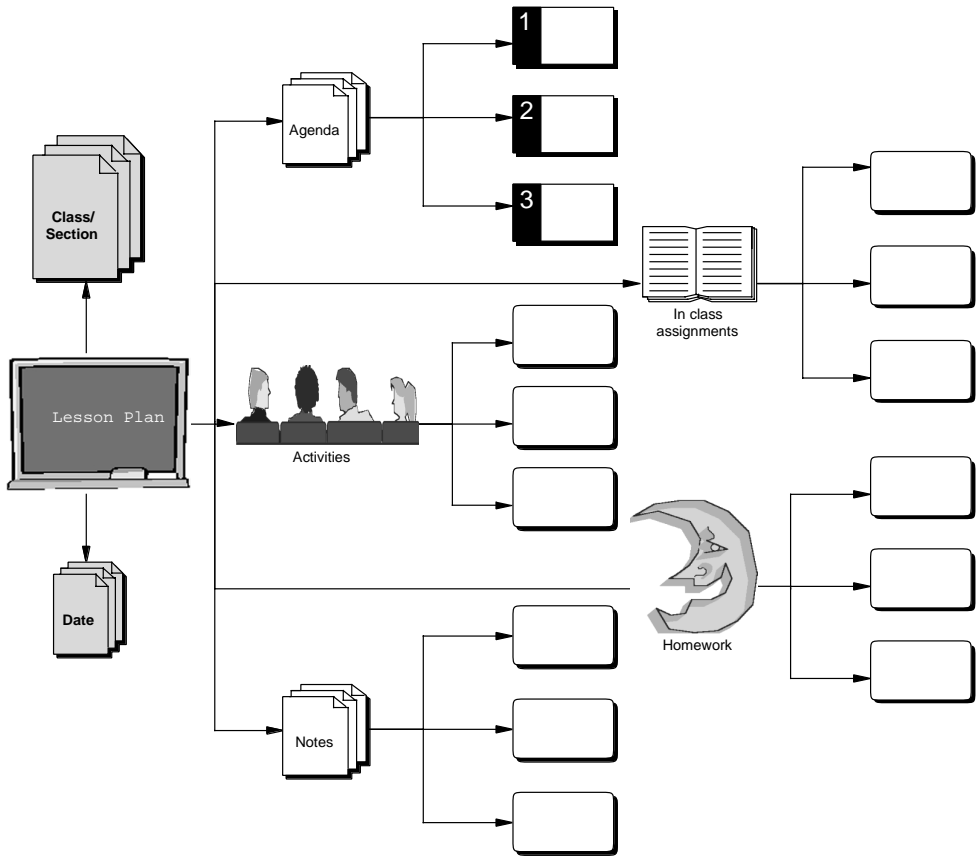 1
Agenda
2
Class/
Section
3
In class
assignments
Lesson Plan
Activities
Date
Homework
Notes